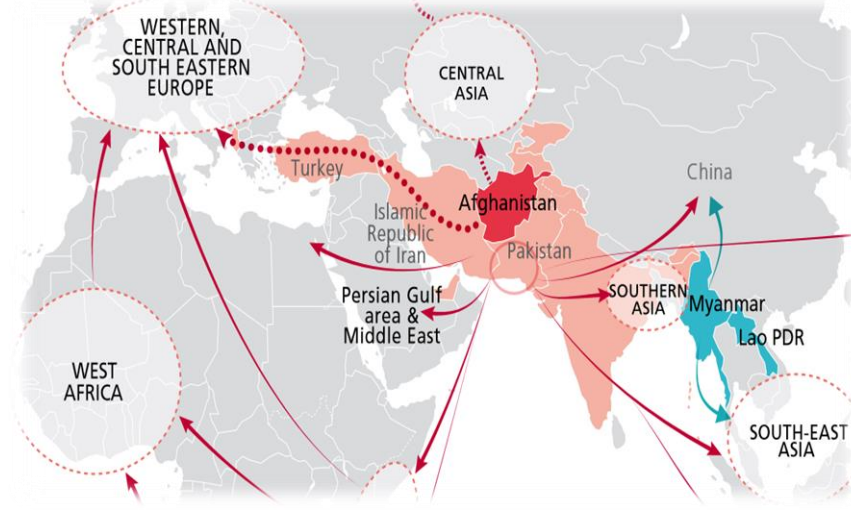 WESTERN,
CENTRAL AND
SOUTH EASTERN
EUROPE
CENTRAL
ASIA
Turkey
China
Afghanistan
Islamic
Republic
of Iran
Pakistan
Persian Gulf
area &
Middle East
SOUTHERN
ASIA
Myanmar
Lao PDR
WEST
AFRICA
SOUTH-EAST
ASIA